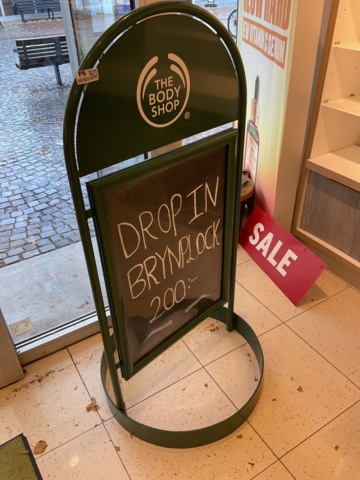 THE
BODY
SHOP
®
DROP IN
BRYNPLOCK
200:-
SALE